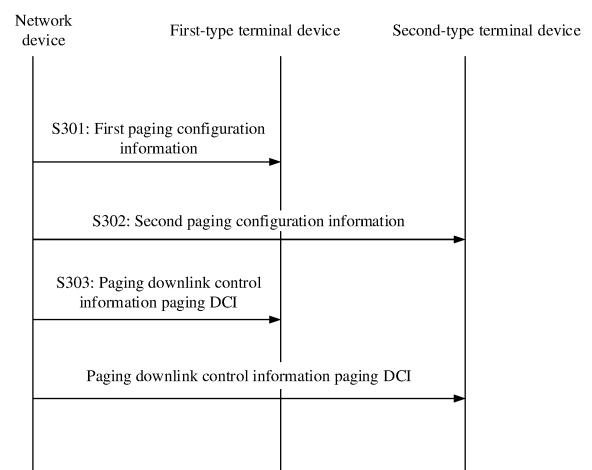 Network
device
First-type terminal device
Second-type terminal device
S301: First paging configuration
information
S302: Second paging configuration information
S303: Paging downlink control
information paging DCI
Paging downlink control information paging DCI